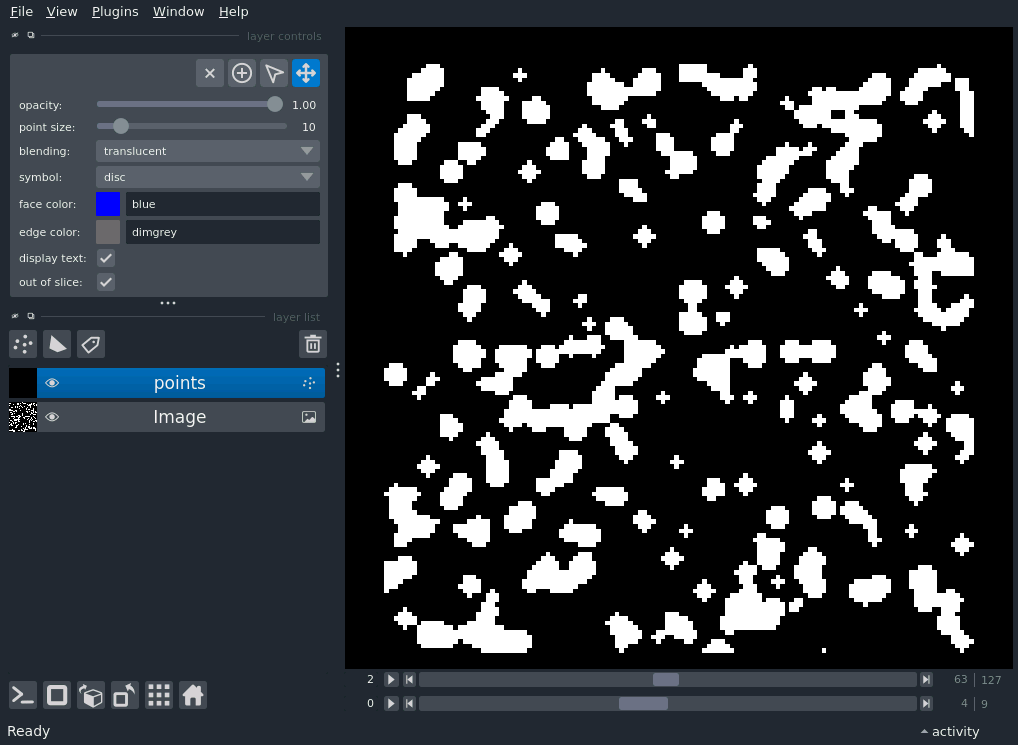 File View Plugins Window Help
layer controls
opacity: 1.00
point size: 10
blending: translucent
symbol: disc
face color: blue
edge color: dimgrey
display text:
out of slice:
layer list
points
Image
2 63 127
0 4 9
Ready activity